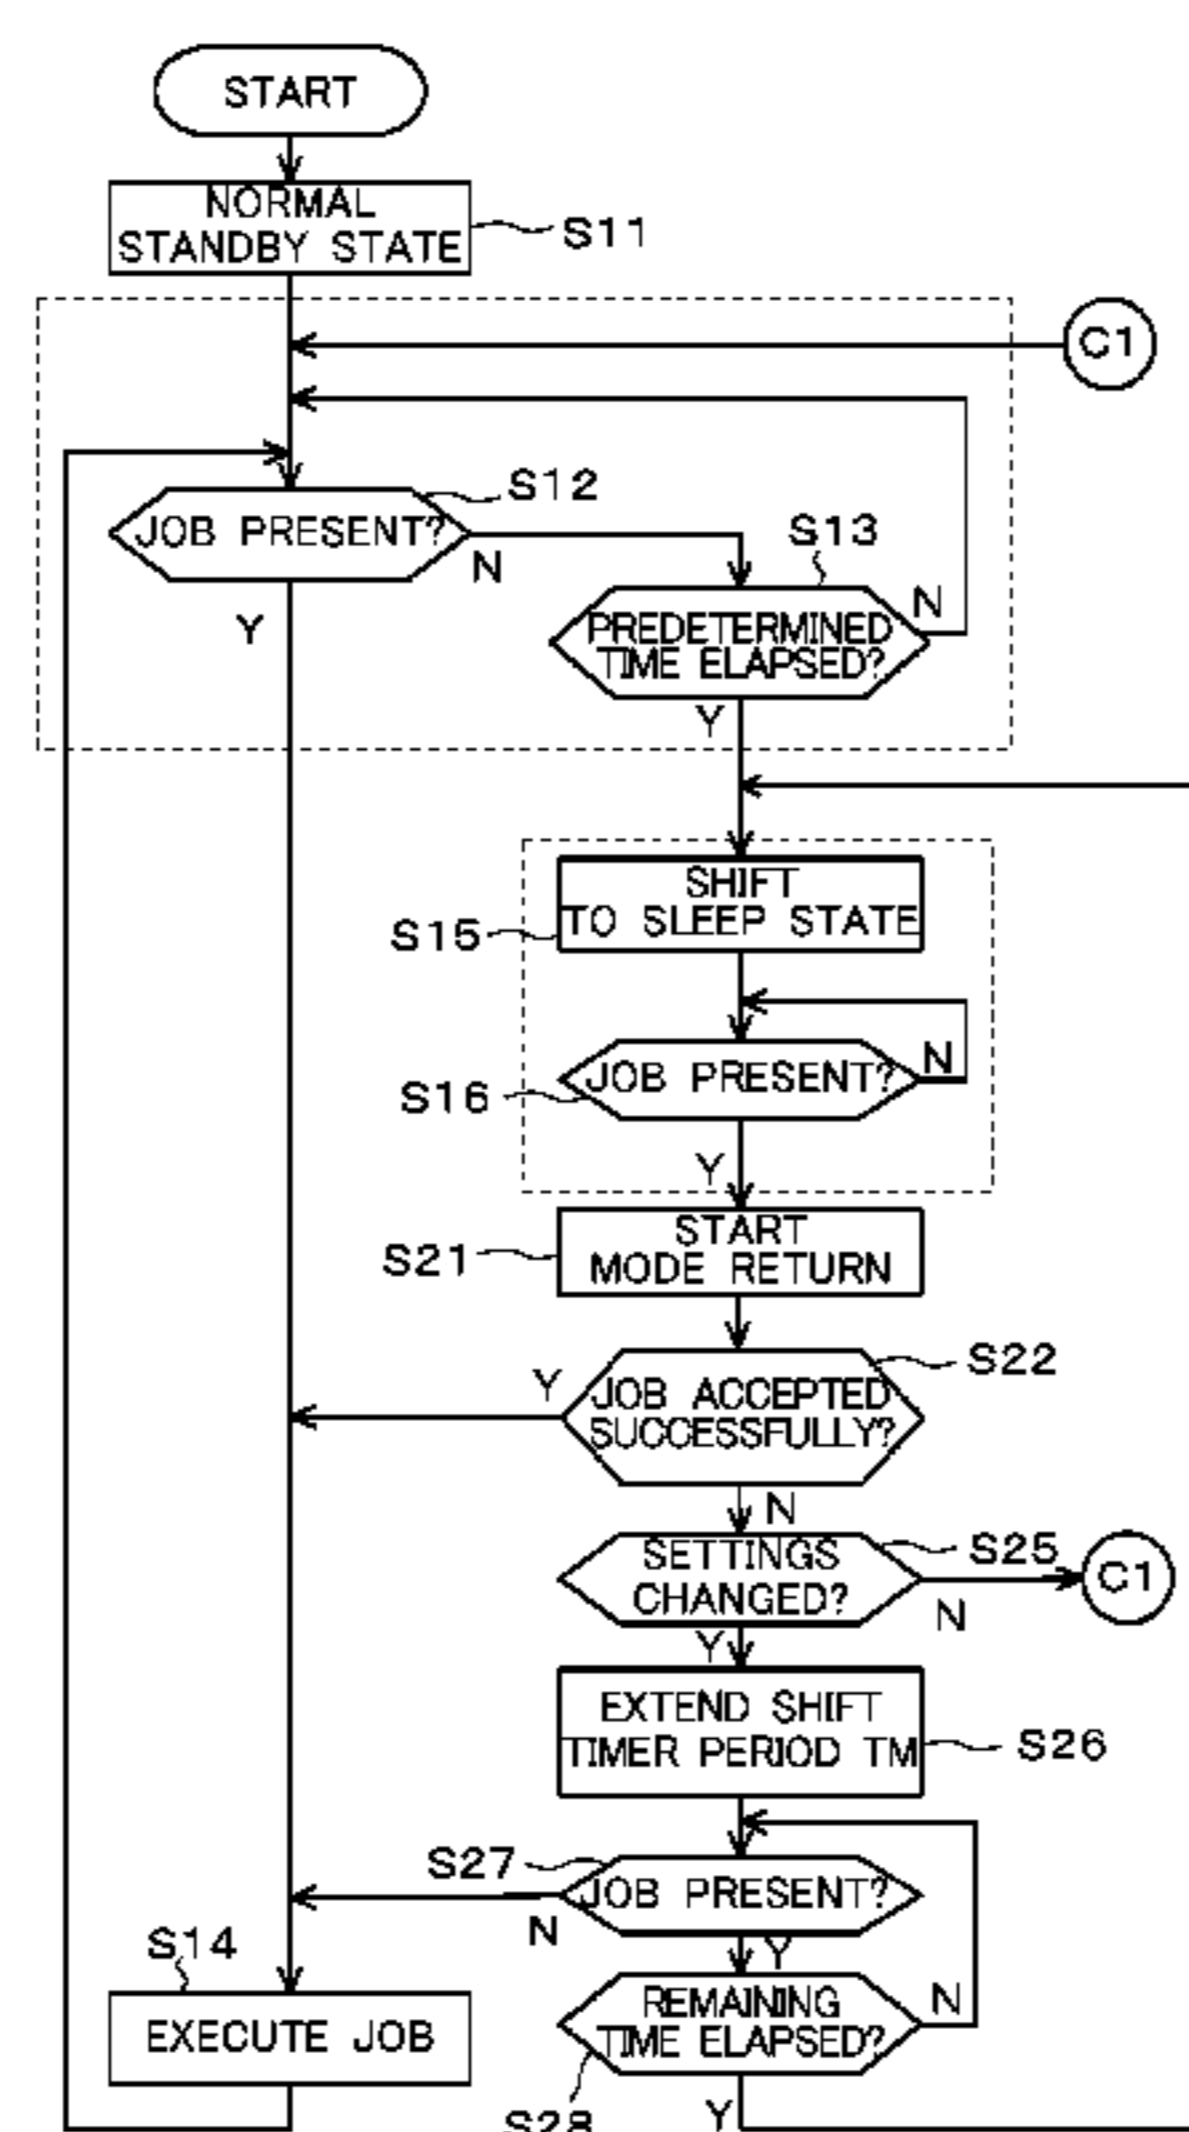 START
NORMAL
STANDBY STATE
S11
C1
S12
JOB PRESENT?
N
Y
S13
PREDETERMINED
TIME ELAPSED?
N
Y
SHIFT
TO SLEEP STATE
S15
JOB PRESENT?
N
S16
Y
START
MODE RETURN
S21
S22
Y
JOB ACCEPTED
SUCCESSFULLY?
N
SETTINGS
CHANGED?
S25
C1
N
Y
EXTEND SHIFT
TIMER PERIOD TM
S26
S27
JOB PRESENT?
N
Y
S14
EXECUTE JOB
REMAINING
TIME ELAPSED?
N
S28
Y